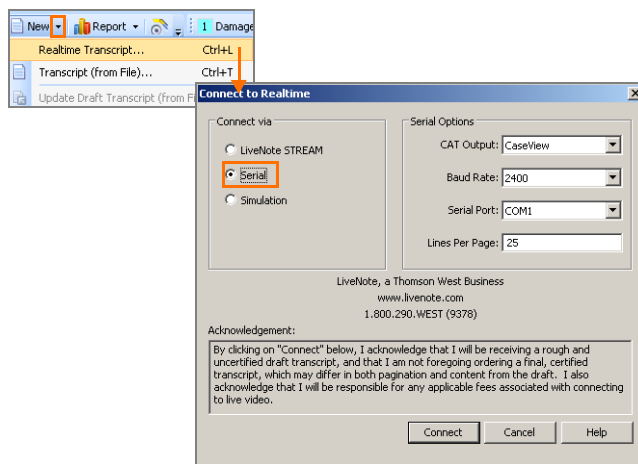 New Report 1 Damage
Realtime Transcript... Ctrl+L
Transcript (from File)... Ctrl+T
Update Draft Transcript (from Fi
Connect to Realtime
Connect via
LiveNote STREAM
Serial
Simulation
Serial Options
CAT Output: CaseView
Baud Rate: 2400
Serial Port: COM1
Lines Per Page: 25
LiveNote, a Thomson West Business
www.livenote.com
1.800.290.WEST (9378)
Acknowledgement:
By clicking on "Connect" below, I acknowledge that I will be receiving a rough and
uncertified draft transcript, and that I am not foregoing ordering a final, certified
transcript, which may differ in both pagination and content from the draft. I also
acknowledge that I will be responsible for any applicable fees associated with connecting
to live video.
Connect Cancel Help